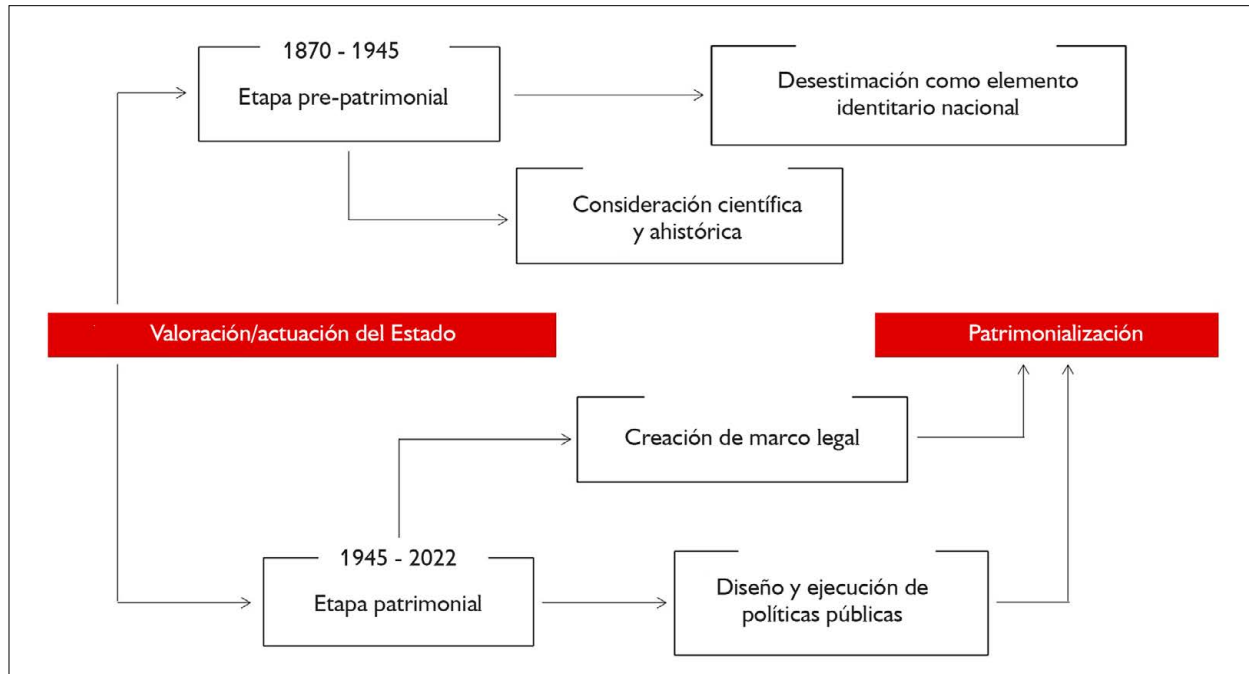 1870 - 1945
Etapa pre-patrimonial
Desestimación como elemento
identitario nacional
Consideración científica
y ahistórica
Valoración/actuación del Estado
Patrimonialización
Creación de marco legal
1945 - 2022
Etapa patrimonial
Diseño y ejecución de
políticas públicas